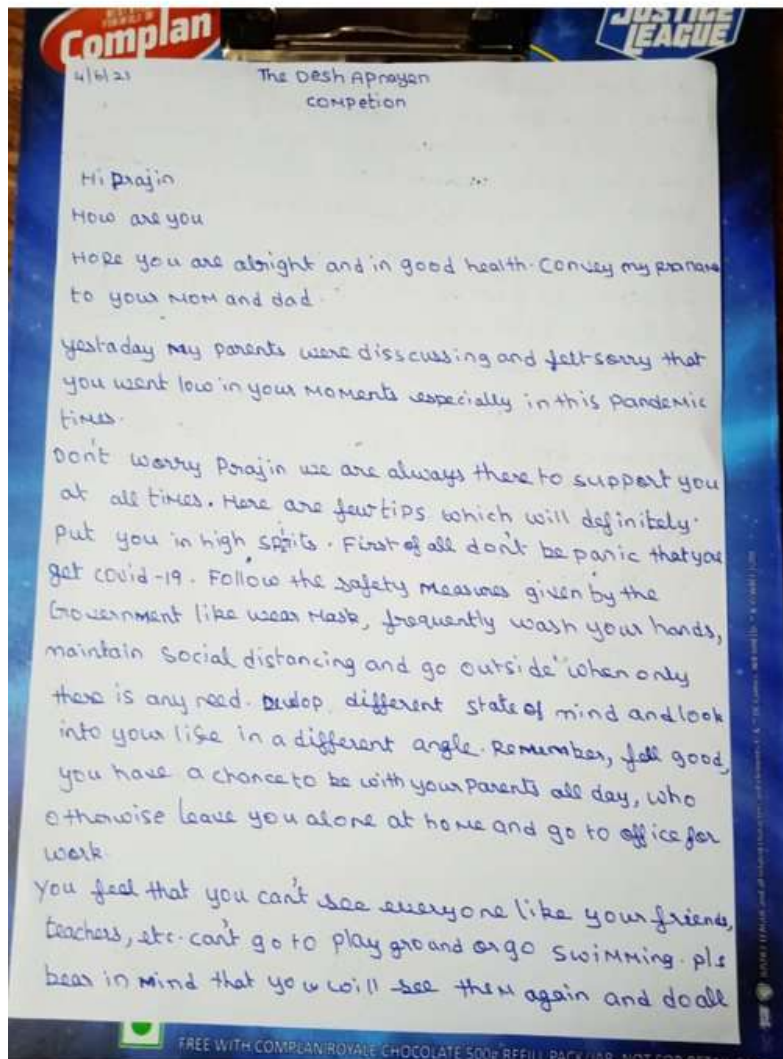 Complan
JUSTICE
LEAGUE
4/6/21
The Desh Aprayen
competion
Hi Prajin
How are you
Hope you are alright and in good health. Convey my pranam
to your mom and dad.
yestaday my parents were disscussing and felt sorry that
you went low in your moments especially in this pandemic
times.
Don't worry Prajin we are always there to support you
at all times. Here are few tips which will definitely
put you in high spirits. First of all don't be panic that you
get covid-19. Follow the safety measures given by the
Government like wear mask, frequently wash your hands,
maintain social distancing and go outside when only
there is any need. Devlop different state of mind and look
into your life in a different angle. Remember, fell good,
you have a chance to be with your parents all day, who
otherwise leave you alone at home and go to office for
work.
You feel that you can't see everyone like your friends,
teachers, etc. can't go to play ground or go swimming. pls
bear in mind that you will see them again and do all
FREE WITH COMPLAN ROYALE CHOCOLATE 500g REFILL PACK